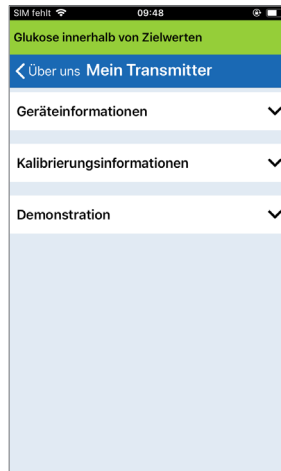 SIM fehlt 09:48
Glukose innerhalb von Zielwerten
Über uns Mein Transmitter
Geräteinformationen
Kalibrierungsinformationen
Demonstration